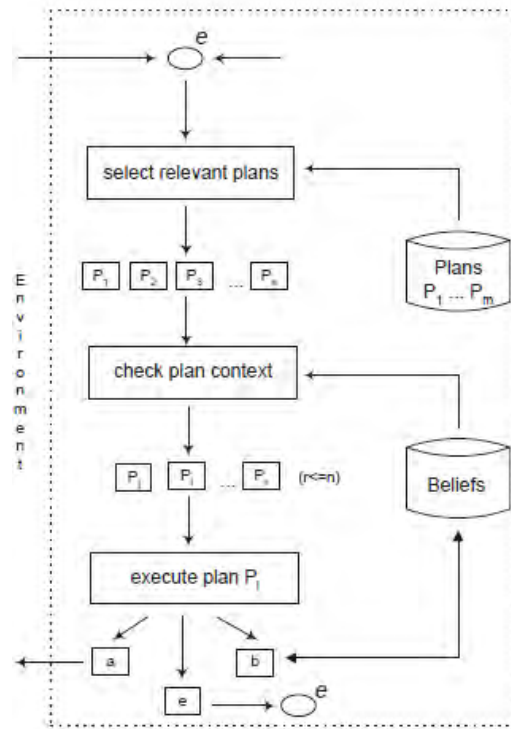 e
select relevant plans
P1 P2 P3 ... Pn
Plans
P1 ... Pm
Environment
check plan context
Pj Pi ... Pr (r<=n)
Beliefs
execute plan Pi
a
b
e
e